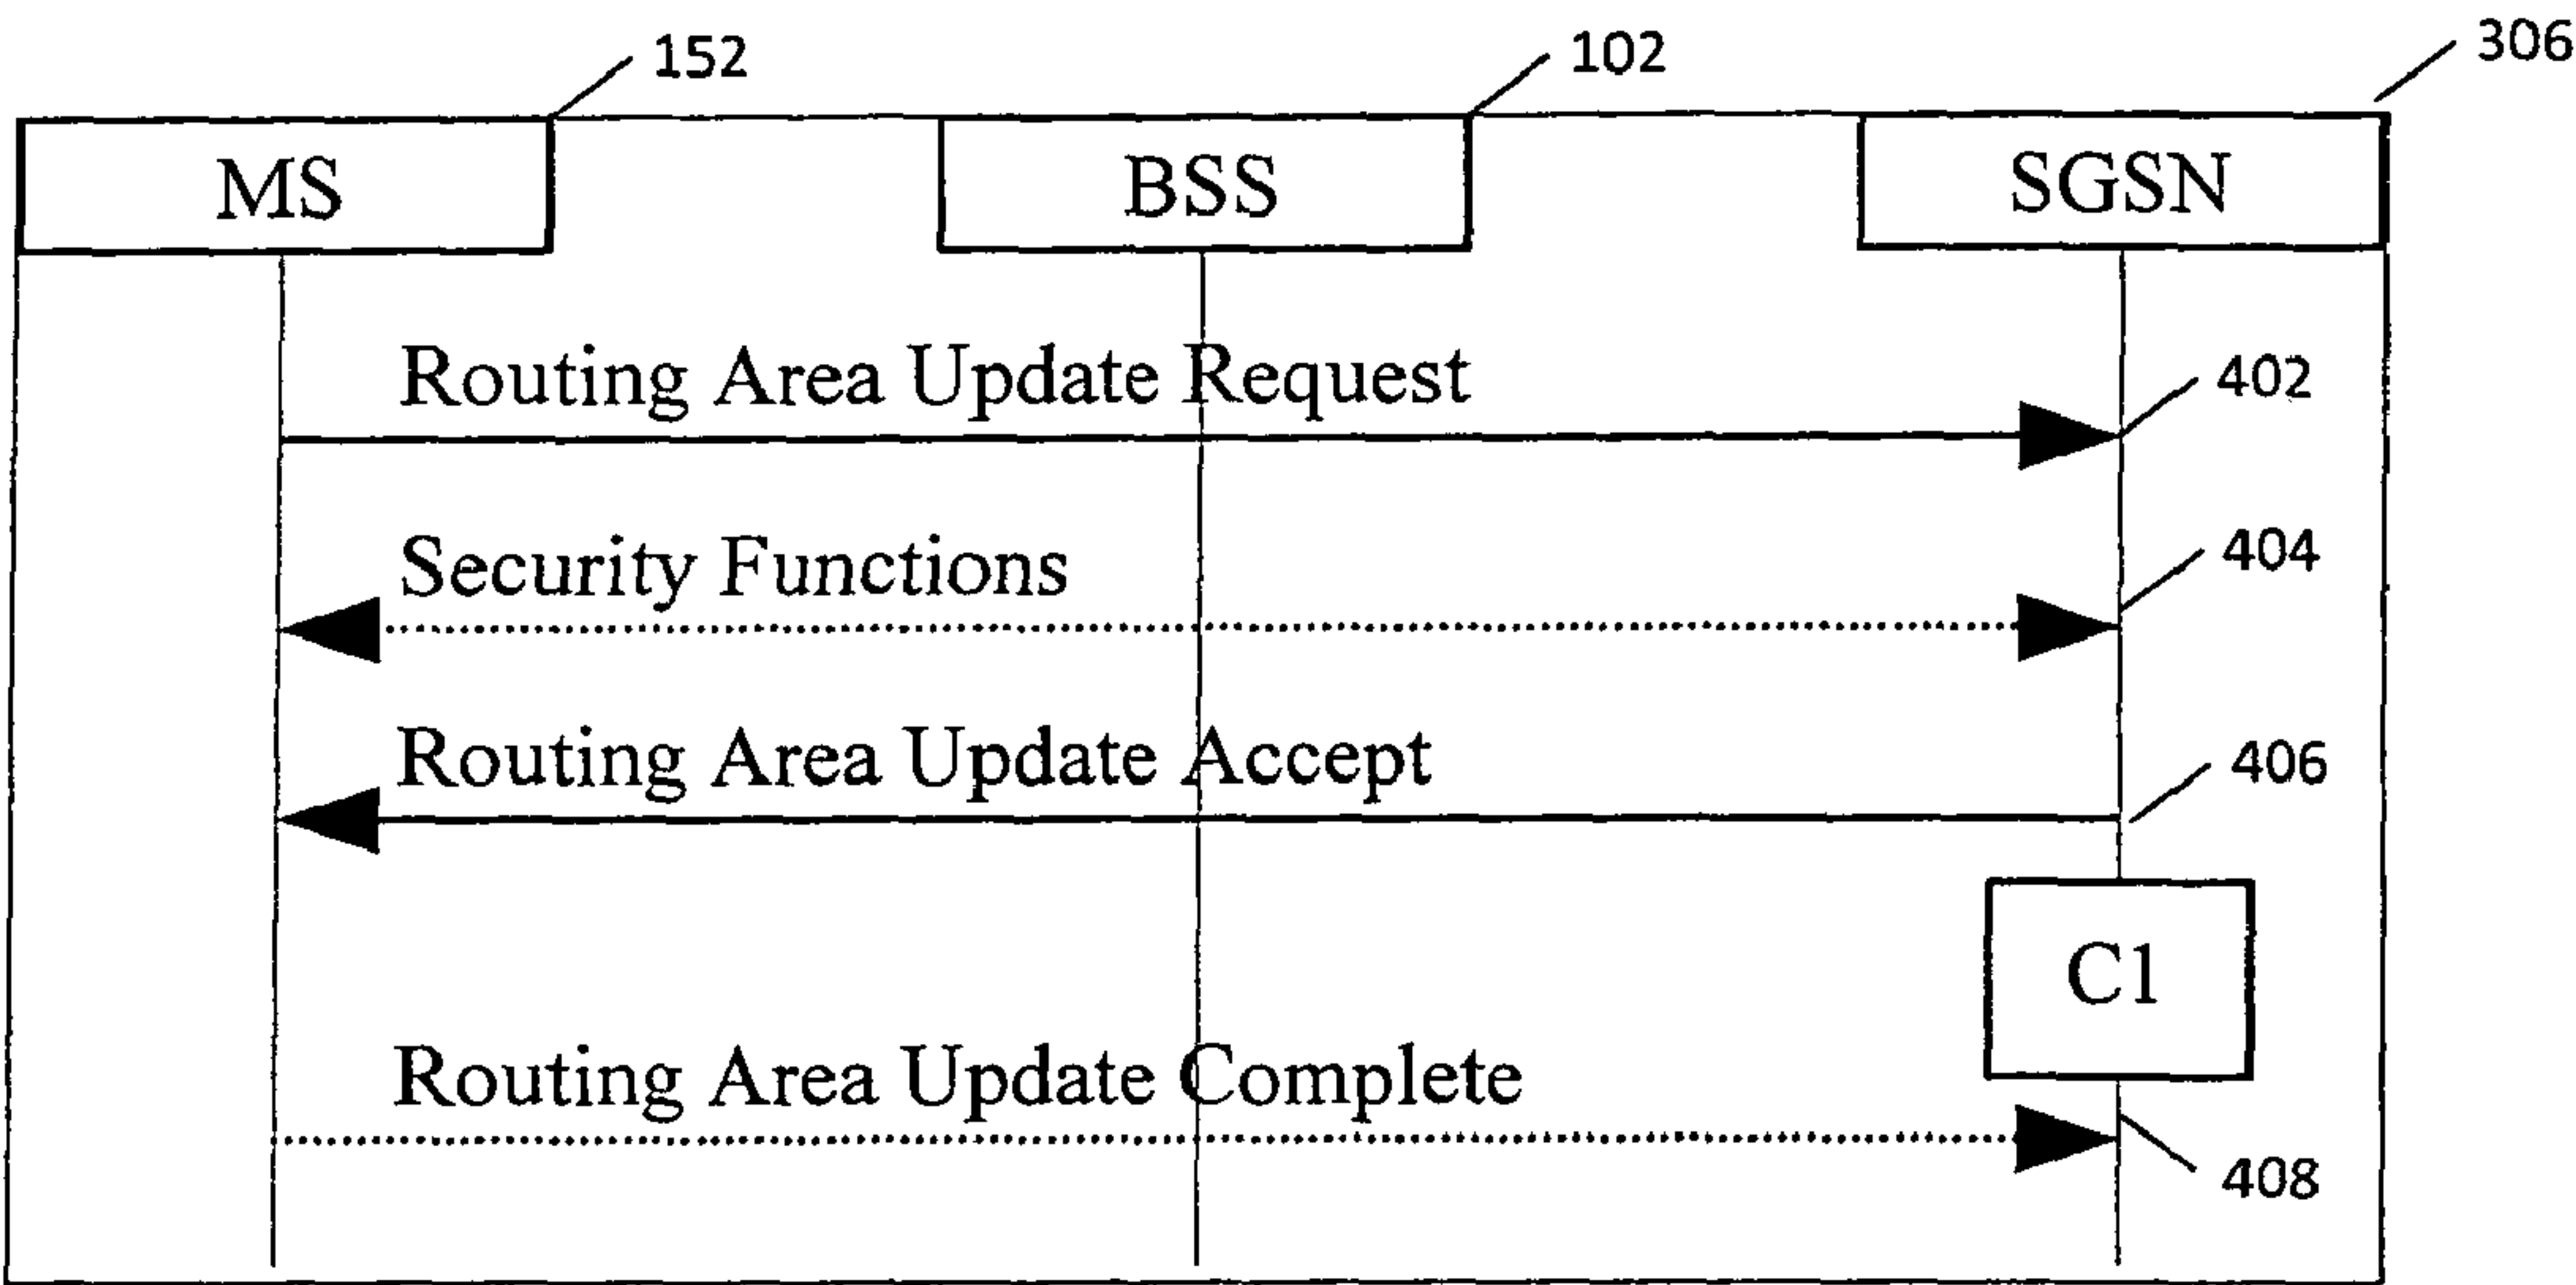 152
102
306
MS
BSS
SGSN
Routing Area Update Request
402
Security Functions
404
Routing Area Update Accept
406
C1
Routing Area Update Complete
408